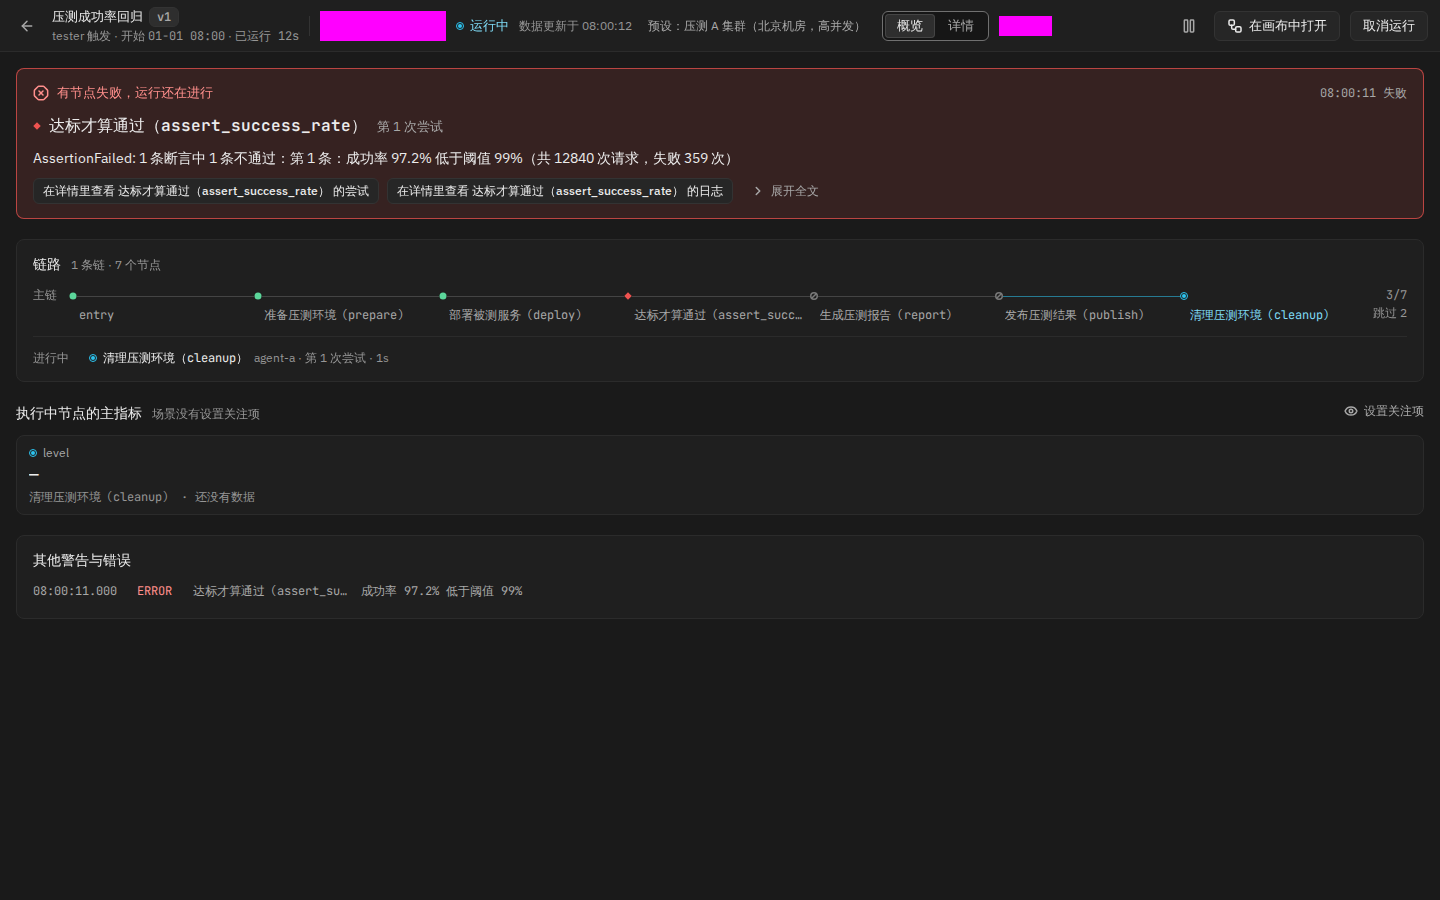 压测成功率回归 v1
tester 触发 · 开始 01-01 08:00 · 已运行 12s
运行中 数据更新于 08:00:12 预设：压测 A 集群（北京机房，高并发） 概览 详情 在画布中打开 取消运行
有节点失败，运行还在进行 08:00:11 失败
达标才算通过（assert_success_rate） 第 1 次尝试
AssertionFailed: 1 条断言中 1 条不通过：第 1 条：成功率 97.2% 低于阈值 99%（共 12840 次请求，失败 359 次）
在详情里查看 达标才算通过（assert_success_rate） 的尝试 在详情里查看 达标才算通过（assert_success_rate） 的日志 展开全文
链路 1 条链 · 7 个节点
主链 3/7
entry 准备压测环境（prepare） 部署被测服务（deploy） 达标才算通过（assert_succ… 生成压测报告（report） 发布压测结果（publish） 清理压测环境（cleanup） 跳过 2
进行中 清理压测环境（cleanup） agent-a · 第 1 次尝试 · 1s
执行中节点的主指标 场景没有设置关注项 设置关注项
level
—
清理压测环境（cleanup） · 还没有数据
其他警告与错误
08:00:11.000 ERROR 达标才算通过（assert_su… 成功率 97.2% 低于阈值 99%